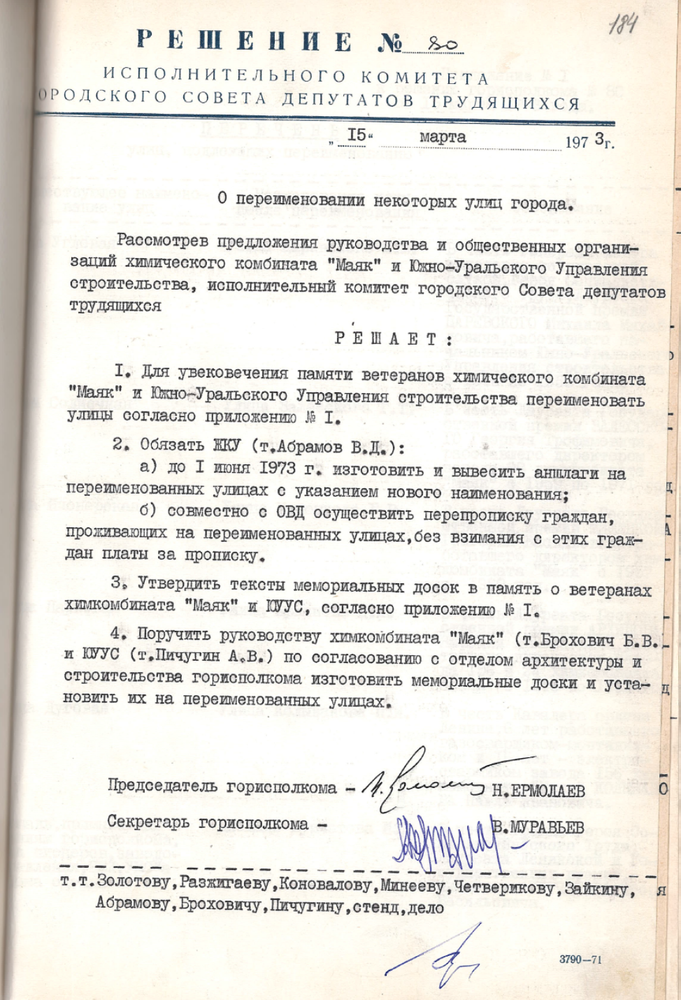 184
РЕШЕНИЕ № 80
ИСПОЛНИТЕЛЬНОГО КОМИТЕТА
ОРОДСКОГО СОВЕТА ДЕПУТАТОВ ТРУДЯЩИХСЯ
„ I5 “ марта 1973г.
О переименовании некоторых улиц города.
Рассмотрев предложения руководства и общественных органи-
заций химического комбината "Маяк" и Южно-Уральского Управления
строительства, исполнительный комитет городского Совета депутатов
трудящихся
РЕШАЕТ:
I. Для увековечения памяти ветеранов химического комбината
"Маяк" и Южно-Уральского Управления строительства переименовать
улицы согласно приложению № I.
2. Обязать ЖКУ (т.Абрамов В.Д.):
а) до I июня I973 г. изготовить и вывесить аншлаги на
переименованных улицах с указанием нового наименования;
б) совместно с ОВД осуществить перепрописку граждан,
проживающих на переименованных улицах,без взимания с этих граж-
дан платы за прописку.
3. Утвердить тексты мемориальных досок в память о ветеранах
химкомбината "Маяк" и ЮУУС, согласно приложению № I.
4. Поручить руководству химкомбината "Маяк" (т.Брохович Б.В.
и ЮУУС (т.Пичугин А.В.) по согласованию с отделом архитектуры и
строительства горисполкома изготовить мемориальные доски и уста-
новить их на переименованных улицах.
Председатель горисполкома - Н.ЕРМОЛАЕВ
Секретарь горисполкома - В.МУРАВЬЕВ
т.т.Золотову,Разжигаеву,Коновалову,Минееву,Четверикову,Зайкину,
Абрамову,Броховичу,Пичугину,стенд,дело
3790—71